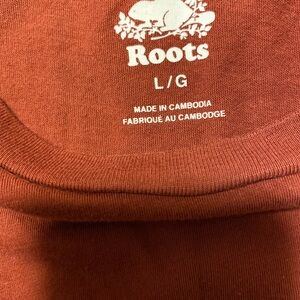 Roots
L/G
MADE IN CAMBODIA
FABRIQUÉ AU CAMBODGE